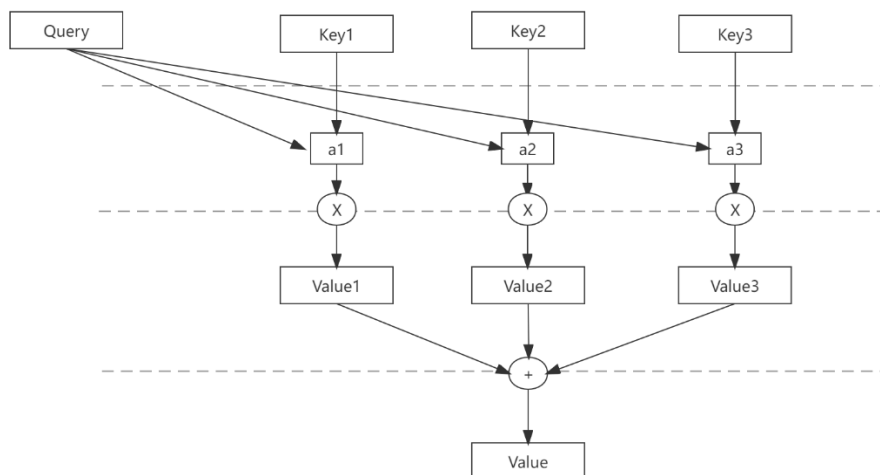 Query
Key1
Key2
Key3
a1
a2
a3
X
X
X
Value1
Value2
Value3
+
Value